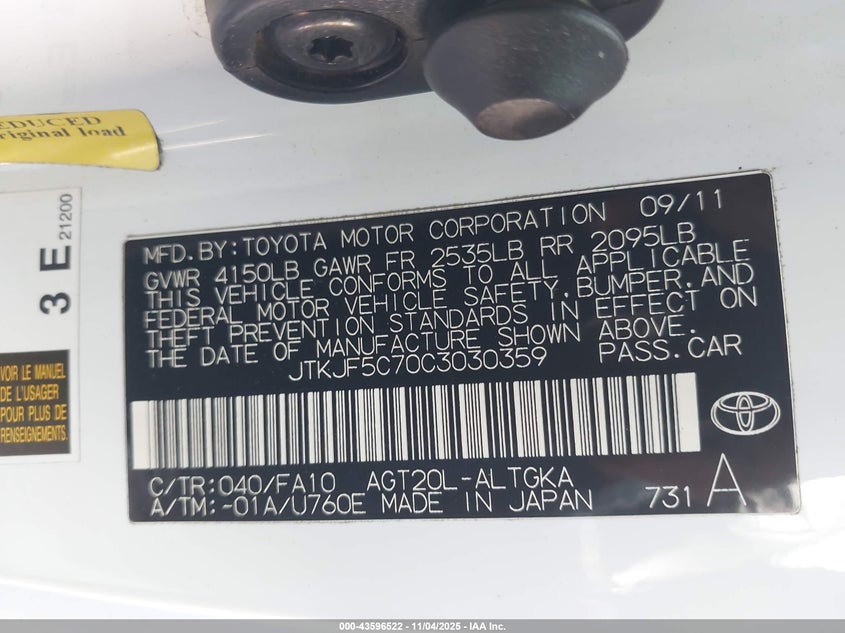 EDUCED
riginal load
3 E
21200
VOIR LE MANUEL
DE L'USAGER
POUR PLUS DE
RENSEIGNEMENTS.
MFD.BY:TOYOTA MOTOR CORPORATION 09/11
GVWR 4150LB GAWR FR 2535LB RR 2095LB
THIS VEHICLE CONFORMS TO ALL APPLICABLE
FEDERAL MOTOR VEHICLE SAFETY,BUMPER,AND
THEFT PREVENTION STANDARDS IN EFFECT ON
THE DATE OF MANUFACTURE SHOWN ABOVE.
JTKJF5C70C3030359 PASS.CAR
C/TR:040/FA10 AGT20L-ALTGKA
A/TM:-01A/U760E MADE IN JAPAN 731 A
000-43596522 - 11/04/2025 - IAA Inc.